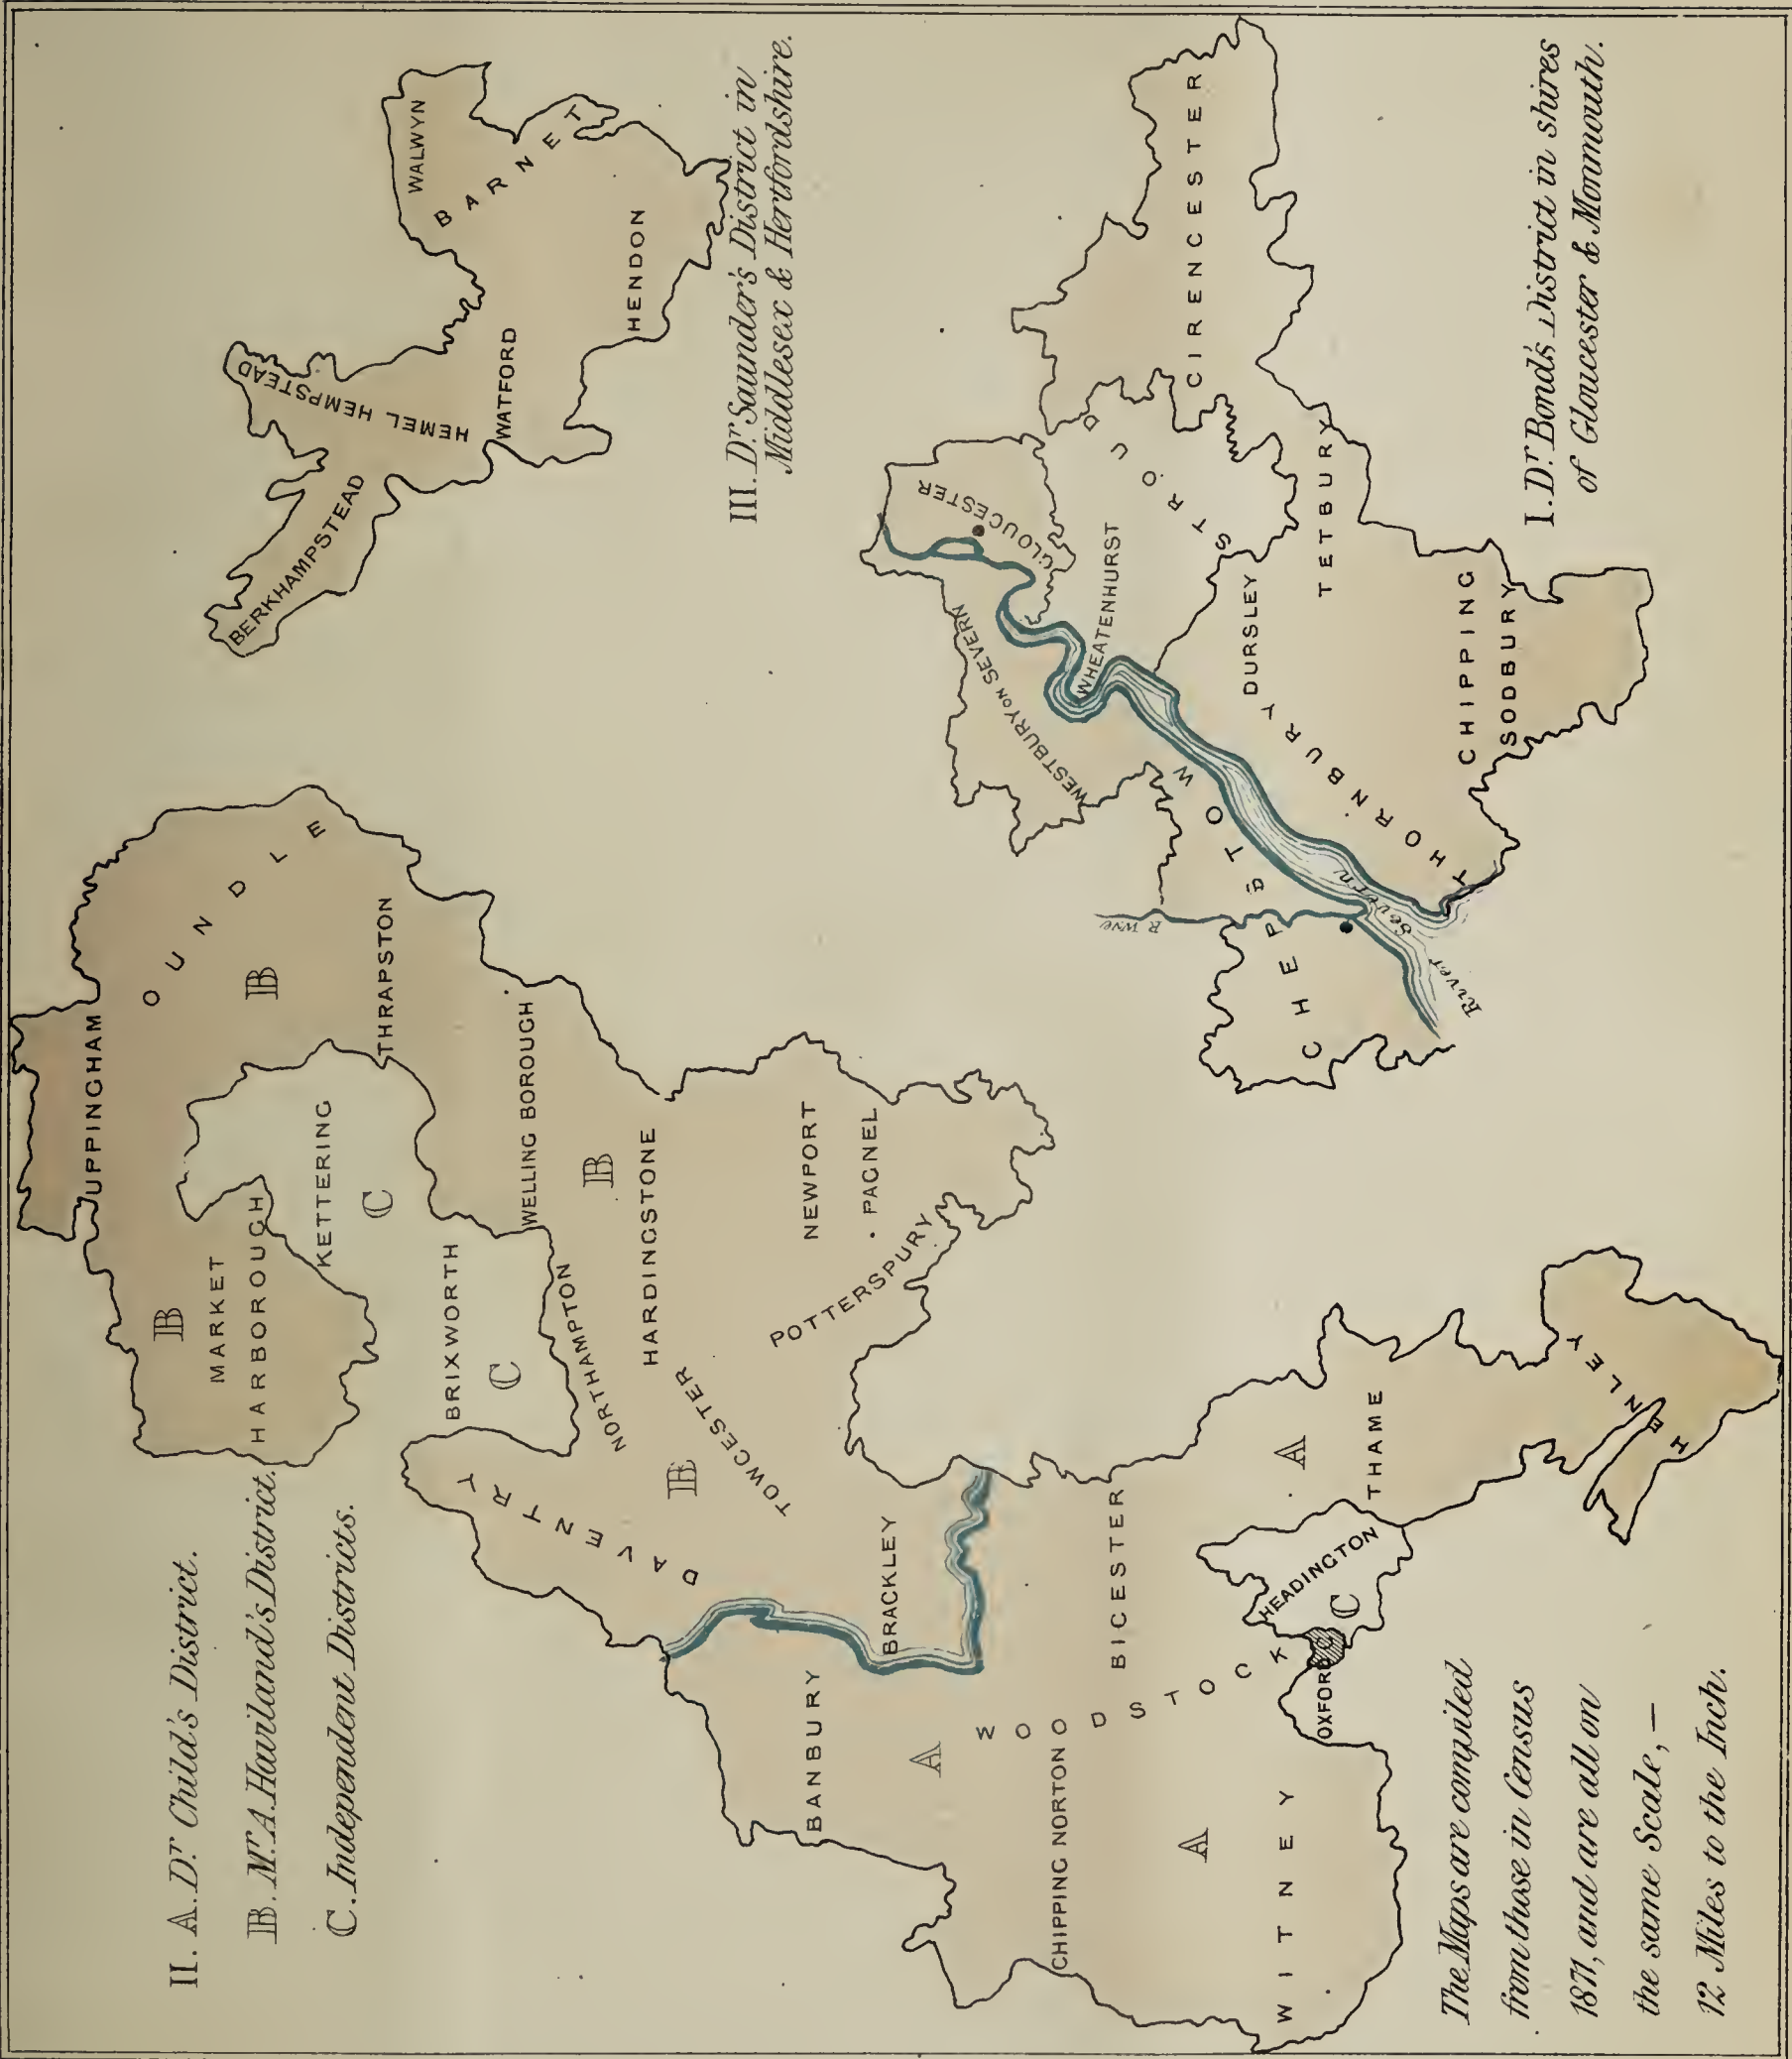 II. A. Dr Child's District.
B. Mr A. Haviland's District.
C. Independent Districts.
UPPINGHAM
OUNDLE
B
THRAPSTON
B
MARKET
HARBOROUGH
KETTERING
C
BRIXWORTH
C
WELLING BOROUGH
B
NORTHAMPTON
HARDINGSTONE
NEWPORT
PAGNEL
POTTERSPURY
TOWCESTER
B
DAVENTRY
BRACKLEY
BANBURY
A
WOODSTOCK
CHIPPING NORTON
BICESTER
A
WITNEY
OXFORD
C
HEADINGTON
C
A
THAME
HENLEY
The Maps are compiled
from those in Census
1871, and are all on
the same Scale, —
12 Miles to the Inch.
WALWYN
BARNET
HENDON
WATFORD
HEMEL HEMPSTEAD
BERKHAMPSTEAD
III. Dr Saunder's District in
Middlesex & Hertfordshire.
GLOUCESTER
WESTBURY ON SEVERN
WHEATENHURST
STROUD
CIRENCESTER
TETBURY
DURSLEY
THORNBURY
CHIPPING
SODBURY
CHEPSTOW
R Wye
River Severn
I. Dr Bond's District in shires
of Gloucester & Monmouth.